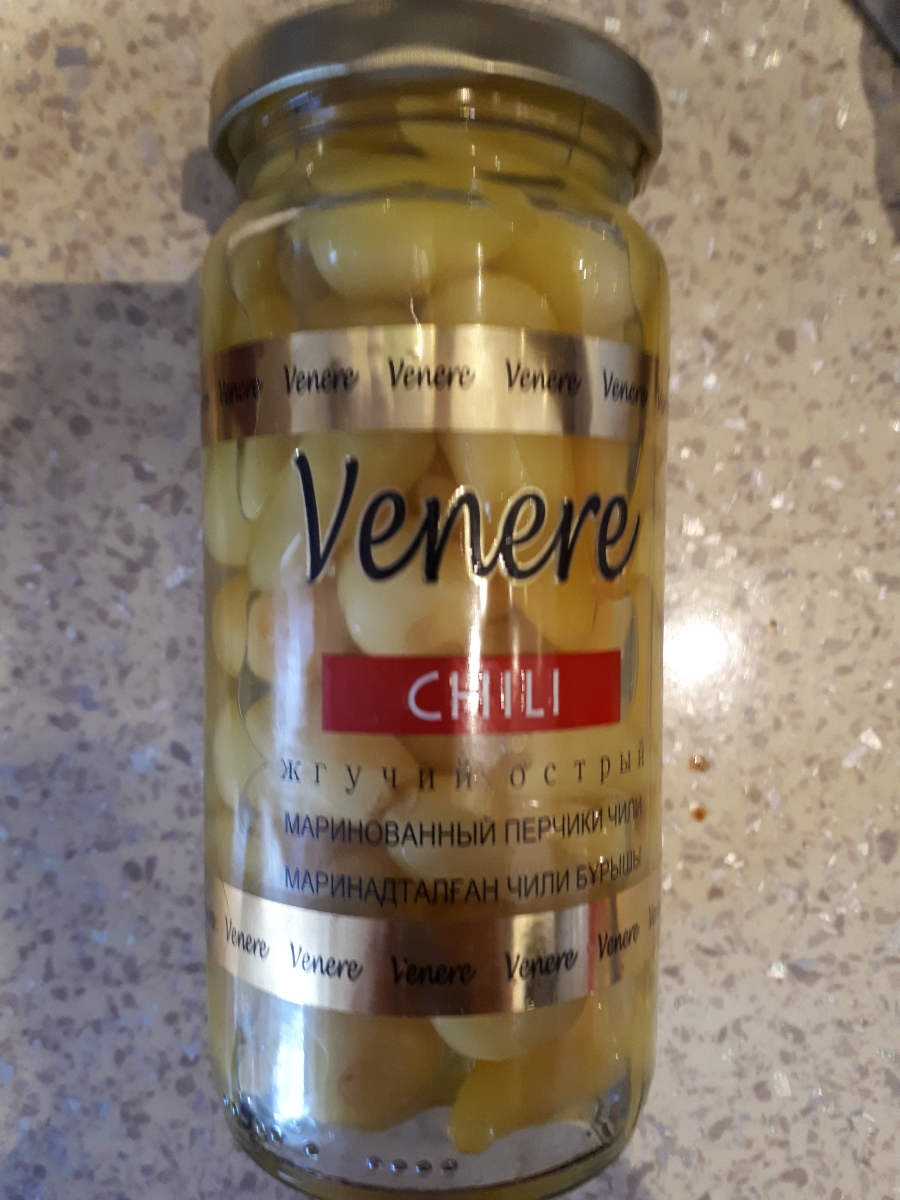 Venere Venere Venere Venere Venere
Venere
CHILI
жгучий острый
МАРИНОВАННЫЙ ПЕРЧИКИ ЧИЛИ
МАРИНАДТАЛҒАН ЧИЛИ БҰРЫШЫ
Venere Venere Venere Venere Venere